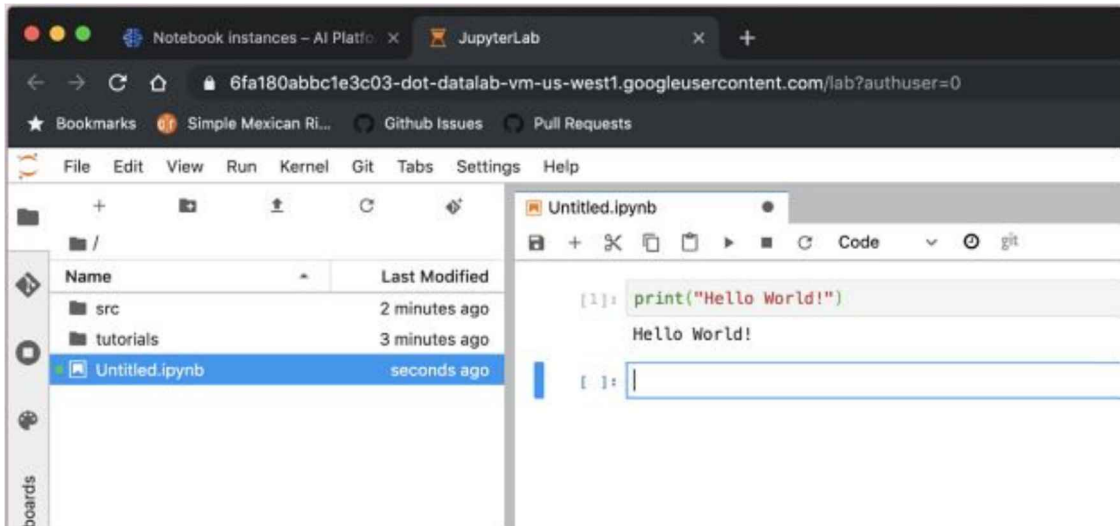 Notebook instances – AI Platfo
JupyterLab
6fa180abbc1e3c03-dot-datalab-vm-us-west1.googleusercontent.com/lab?authuser=0
Bookmarks Simple Mexican Ri... Github Issues Pull Requests
File Edit View Run Kernel Git Tabs Settings Help
/
Name Last Modified
src 2 minutes ago
tutorials 3 minutes ago
Untitled.ipynb seconds ago
boards
Untitled.ipynb
Code git
[1]: print("Hello World!")
Hello World!
[ ]: